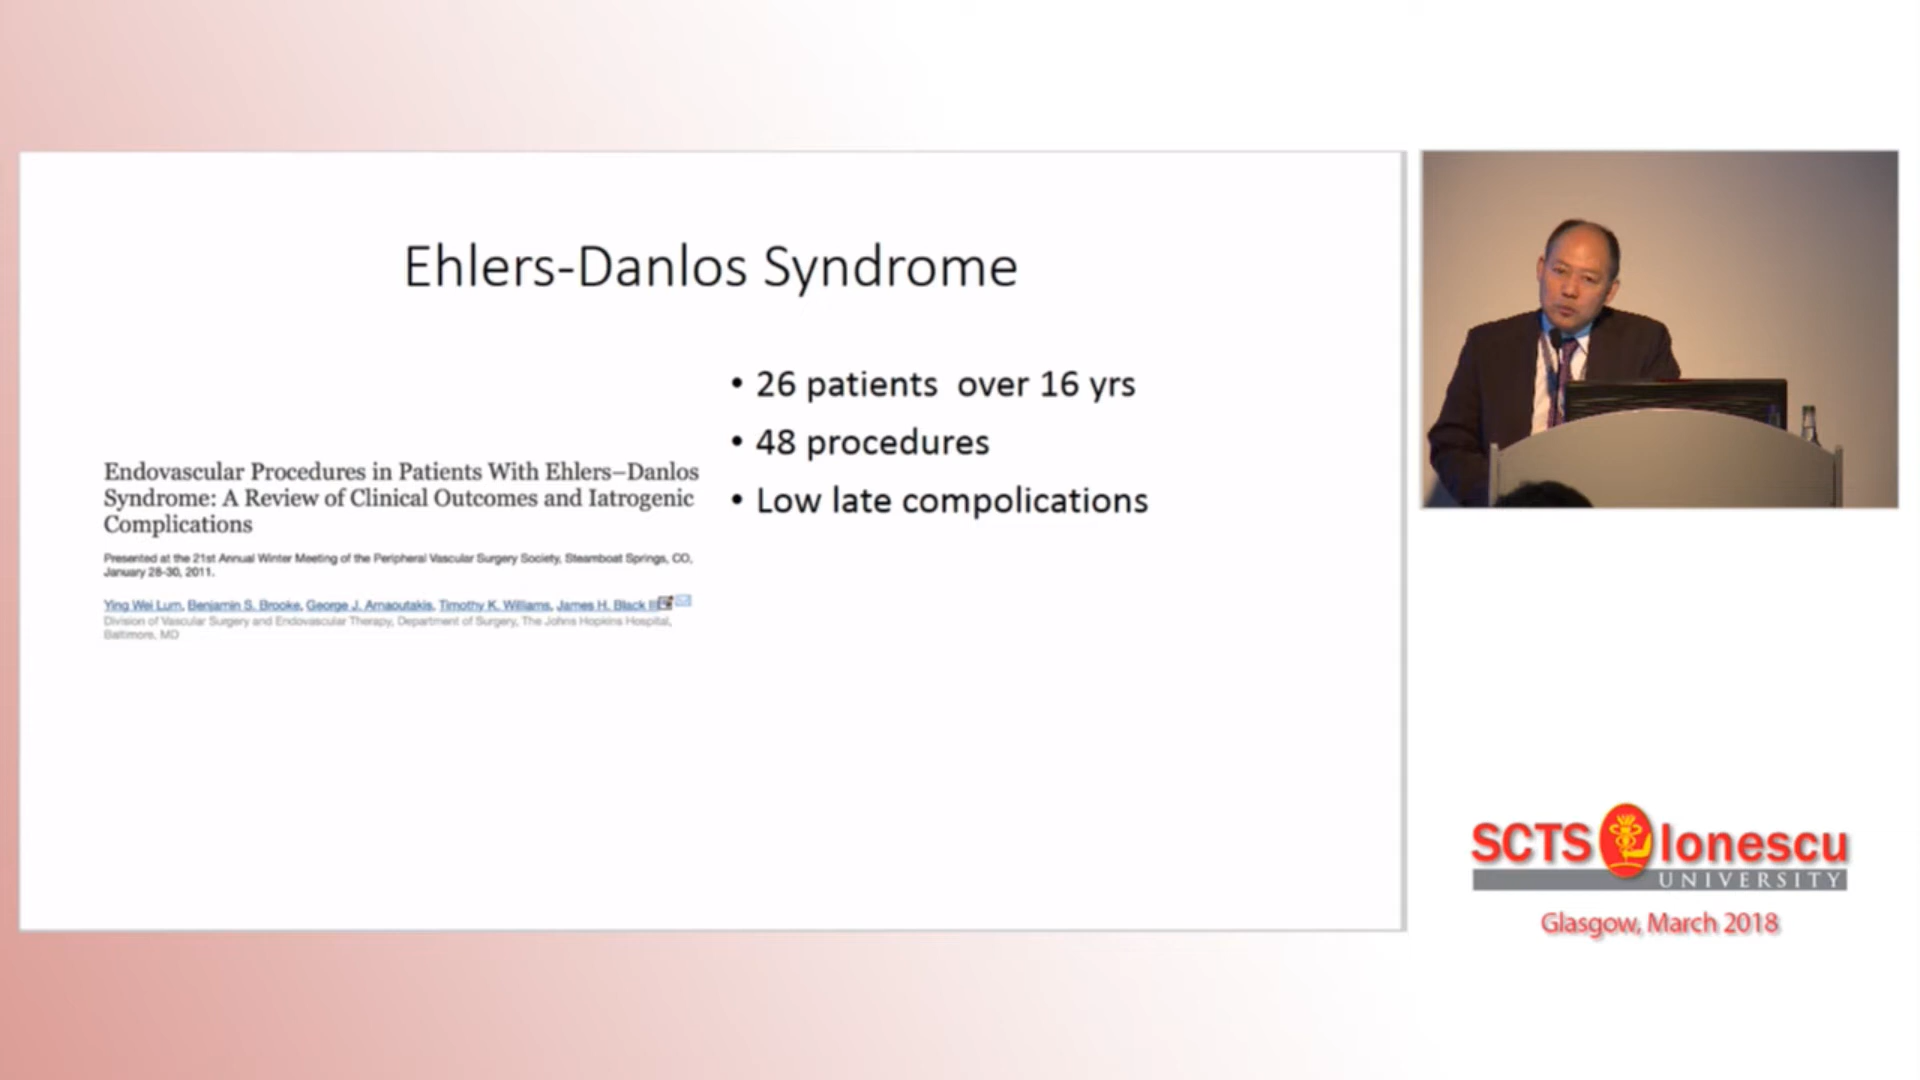 Ehlers-Danlos Syndrome
• 26 patients over 16 yrs
• 48 procedures
• Low late compolications
Endovascular Procedures in Patients With Ehlers–Danlos
Syndrome: A Review of Clinical Outcomes and Iatrogenic
Complications
Presented at the 21st Annual Winter Meeting of the Peripheral Vascular Surgery Society, Steamboat Springs, CO,
January 28-30, 2011.
Ying Wei Lum, Benjamin S. Brooke, George J. Arnaoutakis, Timothy K. Williams, James H. Black III
Division of Vascular Surgery and Endovascular Therapy, Department of Surgery, The Johns Hopkins Hospital,
Baltimore, MD
SCTS Ionescu
UNIVERSITY
Glasgow, March 2018